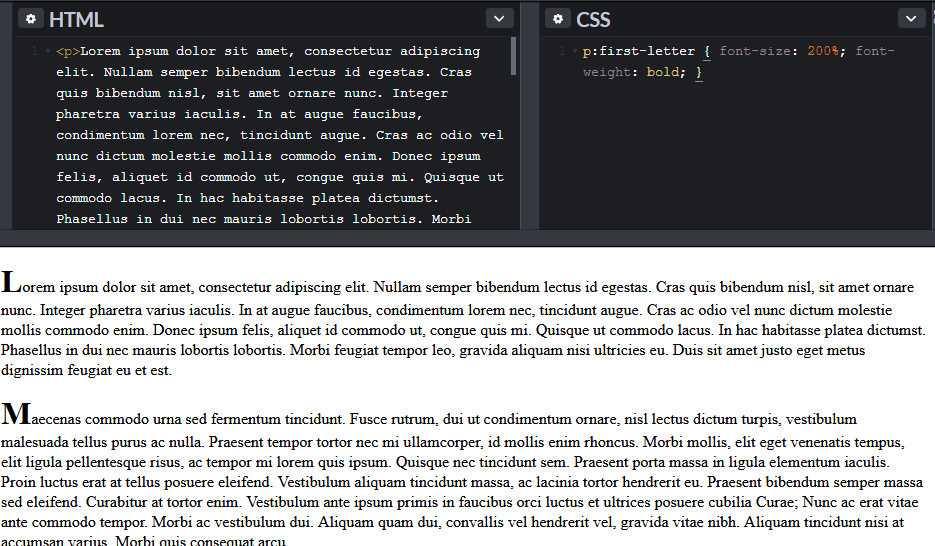 HTML
1 <p>Lorem ipsum dolor sit amet, consectetur adipiscing
elit. Nullam semper bibendum lectus id egestas. Cras
quis bibendum nisl, sit amet ornare nunc. Integer
pharetra varius iaculis. In at augue faucibus,
condimentum lorem nec, tincidunt augue. Cras ac odio vel
nunc dictum molestie mollis commodo enim. Donec ipsum
felis, aliquet id commodo ut, congue quis mi. Quisque ut
commodo lacus. In hac habitasse platea dictumst.
Phasellus in dui nec mauris lobortis lobortis. Morbi
CSS
1 p:first-letter { font-size: 200%; font-
weight: bold; }
Lorem ipsum dolor sit amet, consectetur adipiscing elit. Nullam semper bibendum lectus id egestas. Cras quis bibendum nisl, sit amet ornare
nunc. Integer pharetra varius iaculis. In at augue faucibus, condimentum lorem nec, tincidunt augue. Cras ac odio vel nunc dictum molestie
mollis commodo enim. Donec ipsum felis, aliquet id commodo ut, congue quis mi. Quisque ut commodo lacus. In hac habitasse platea dictumst.
Phasellus in dui nec mauris lobortis lobortis. Morbi feugiat tempor leo, gravida aliquam nisi ultricies eu. Duis sit amet justo eget metus
dignissim feugiat eu et est.
Maecenas commodo urna sed fermentum tincidunt. Fusce rutrum, dui ut condimentum ornare, nisl lectus dictum turpis, vestibulum
malesuada tellus purus ac nulla. Praesent tempor tortor nec mi ullamcorper, id mollis enim rhoncus. Morbi mollis, elit eget venenatis tempus,
elit ligula pellentesque risus, ac tempor mi lorem quis ipsum. Quisque nec tincidunt sem. Praesent porta massa in ligula elementum iaculis.
Proin luctus erat at tellus posuere eleifend. Vestibulum aliquam tincidunt massa, ac lacinia tortor hendrerit eu. Praesent bibendum semper massa
sed eleifend. Curabitur at tortor enim. Vestibulum ante ipsum primis in faucibus orci luctus et ultrices posuere cubilia Curae; Nunc ac erat vitae
ante commodo tempor. Morbi ac vestibulum dui. Aliquam quam dui, convallis vel hendrerit vel, gravida vitae nibh. Aliquam tincidunt nisi at
accumsan varius. Morbi quis consequat arcu